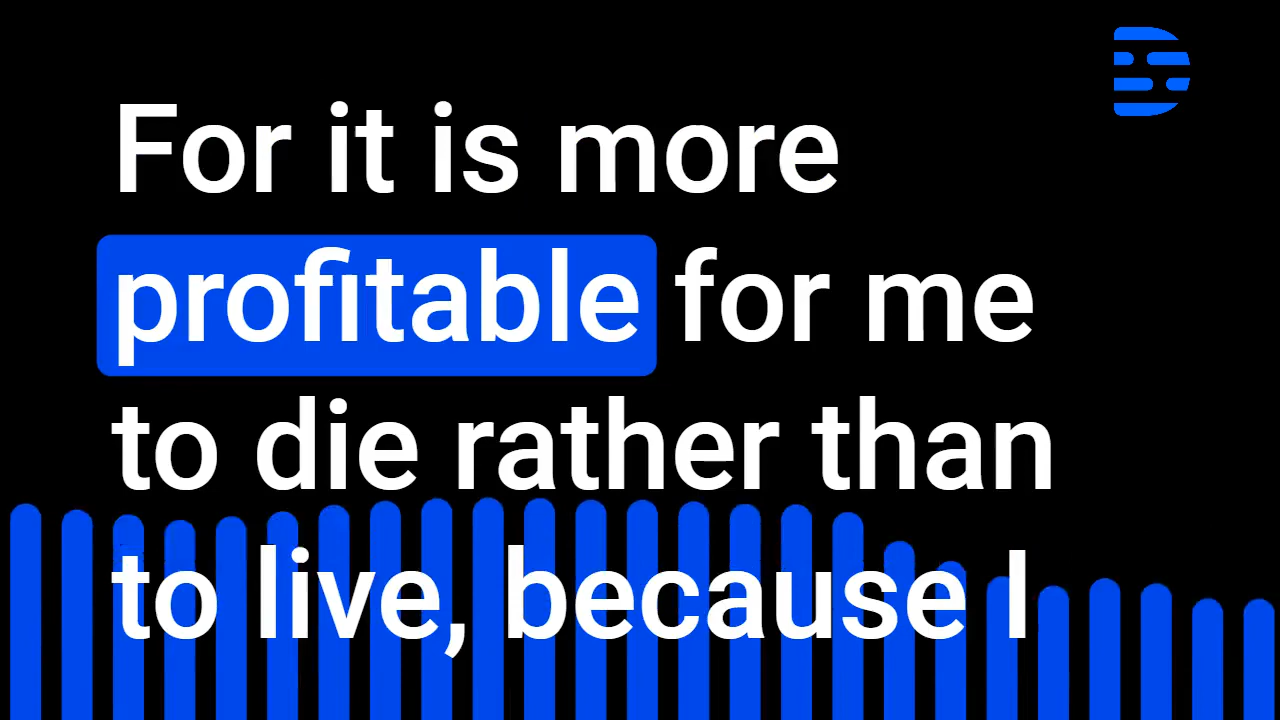 For it is more
profitable for me
to die rather than
to live, because I